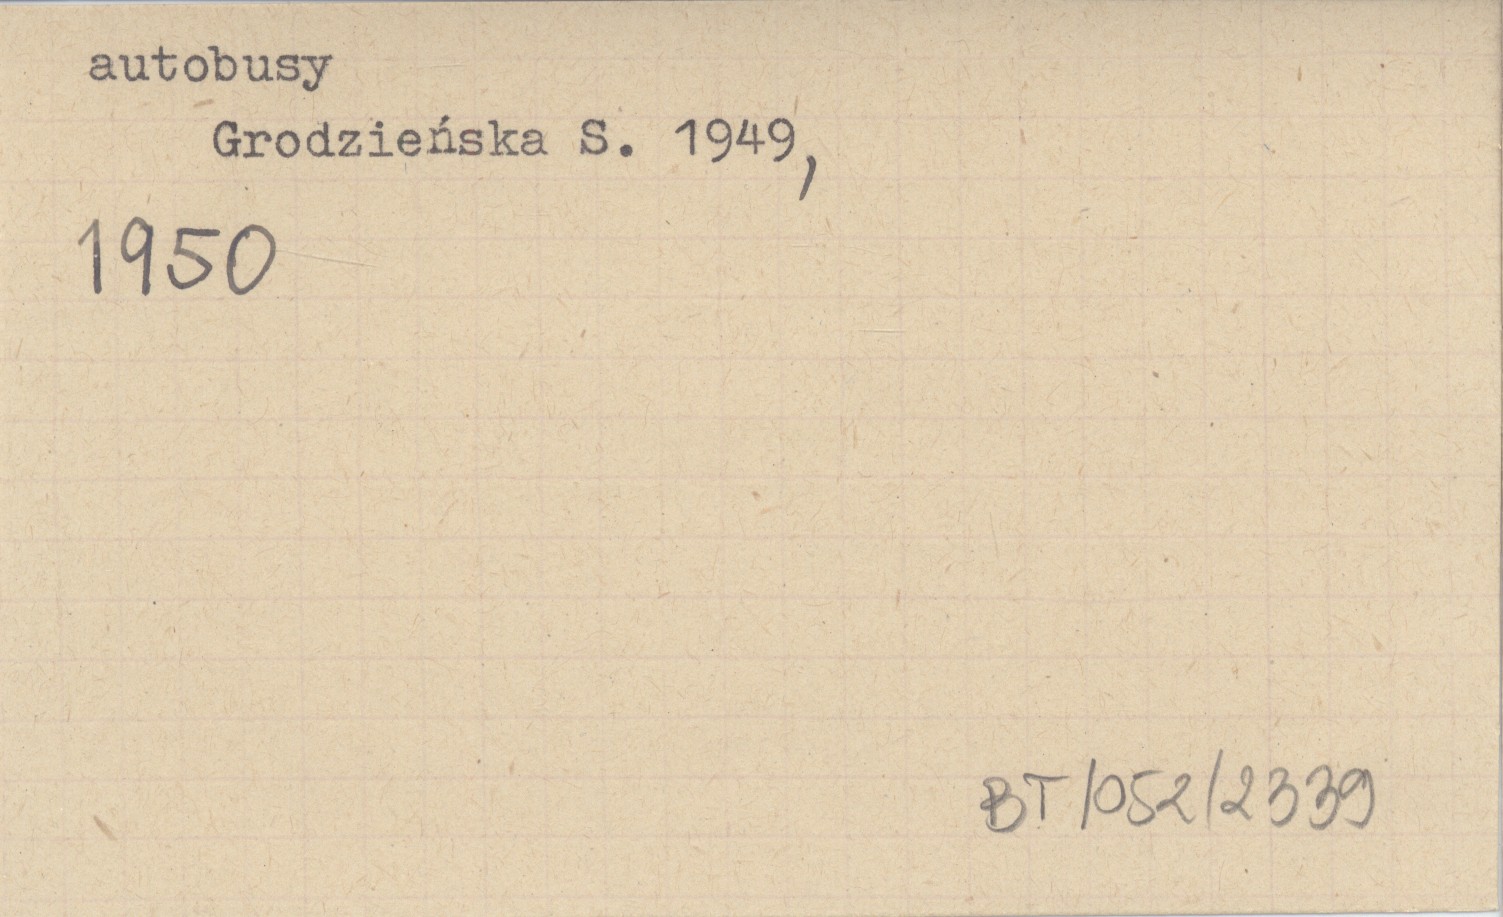 autobusy
Grodzieńska S. 1949,
1950
BT/052/2339